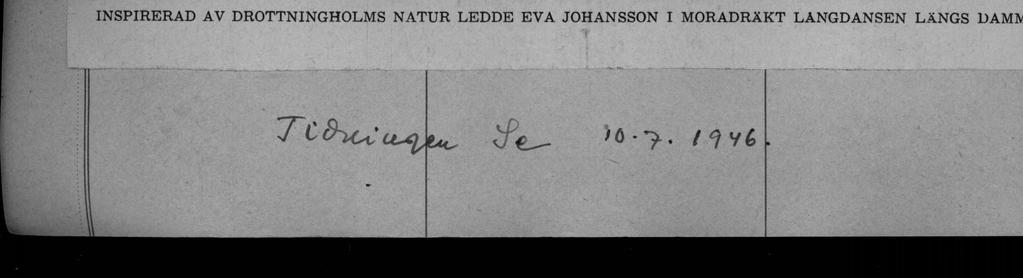 INSPIRERAD AV DROTTNINGHOLMS NATUR LEDDE EVA JOHANSSON I MORADRÄKT LANGDANSEN LÄNGS DAMM
Tidningen Se 10.7.1946.